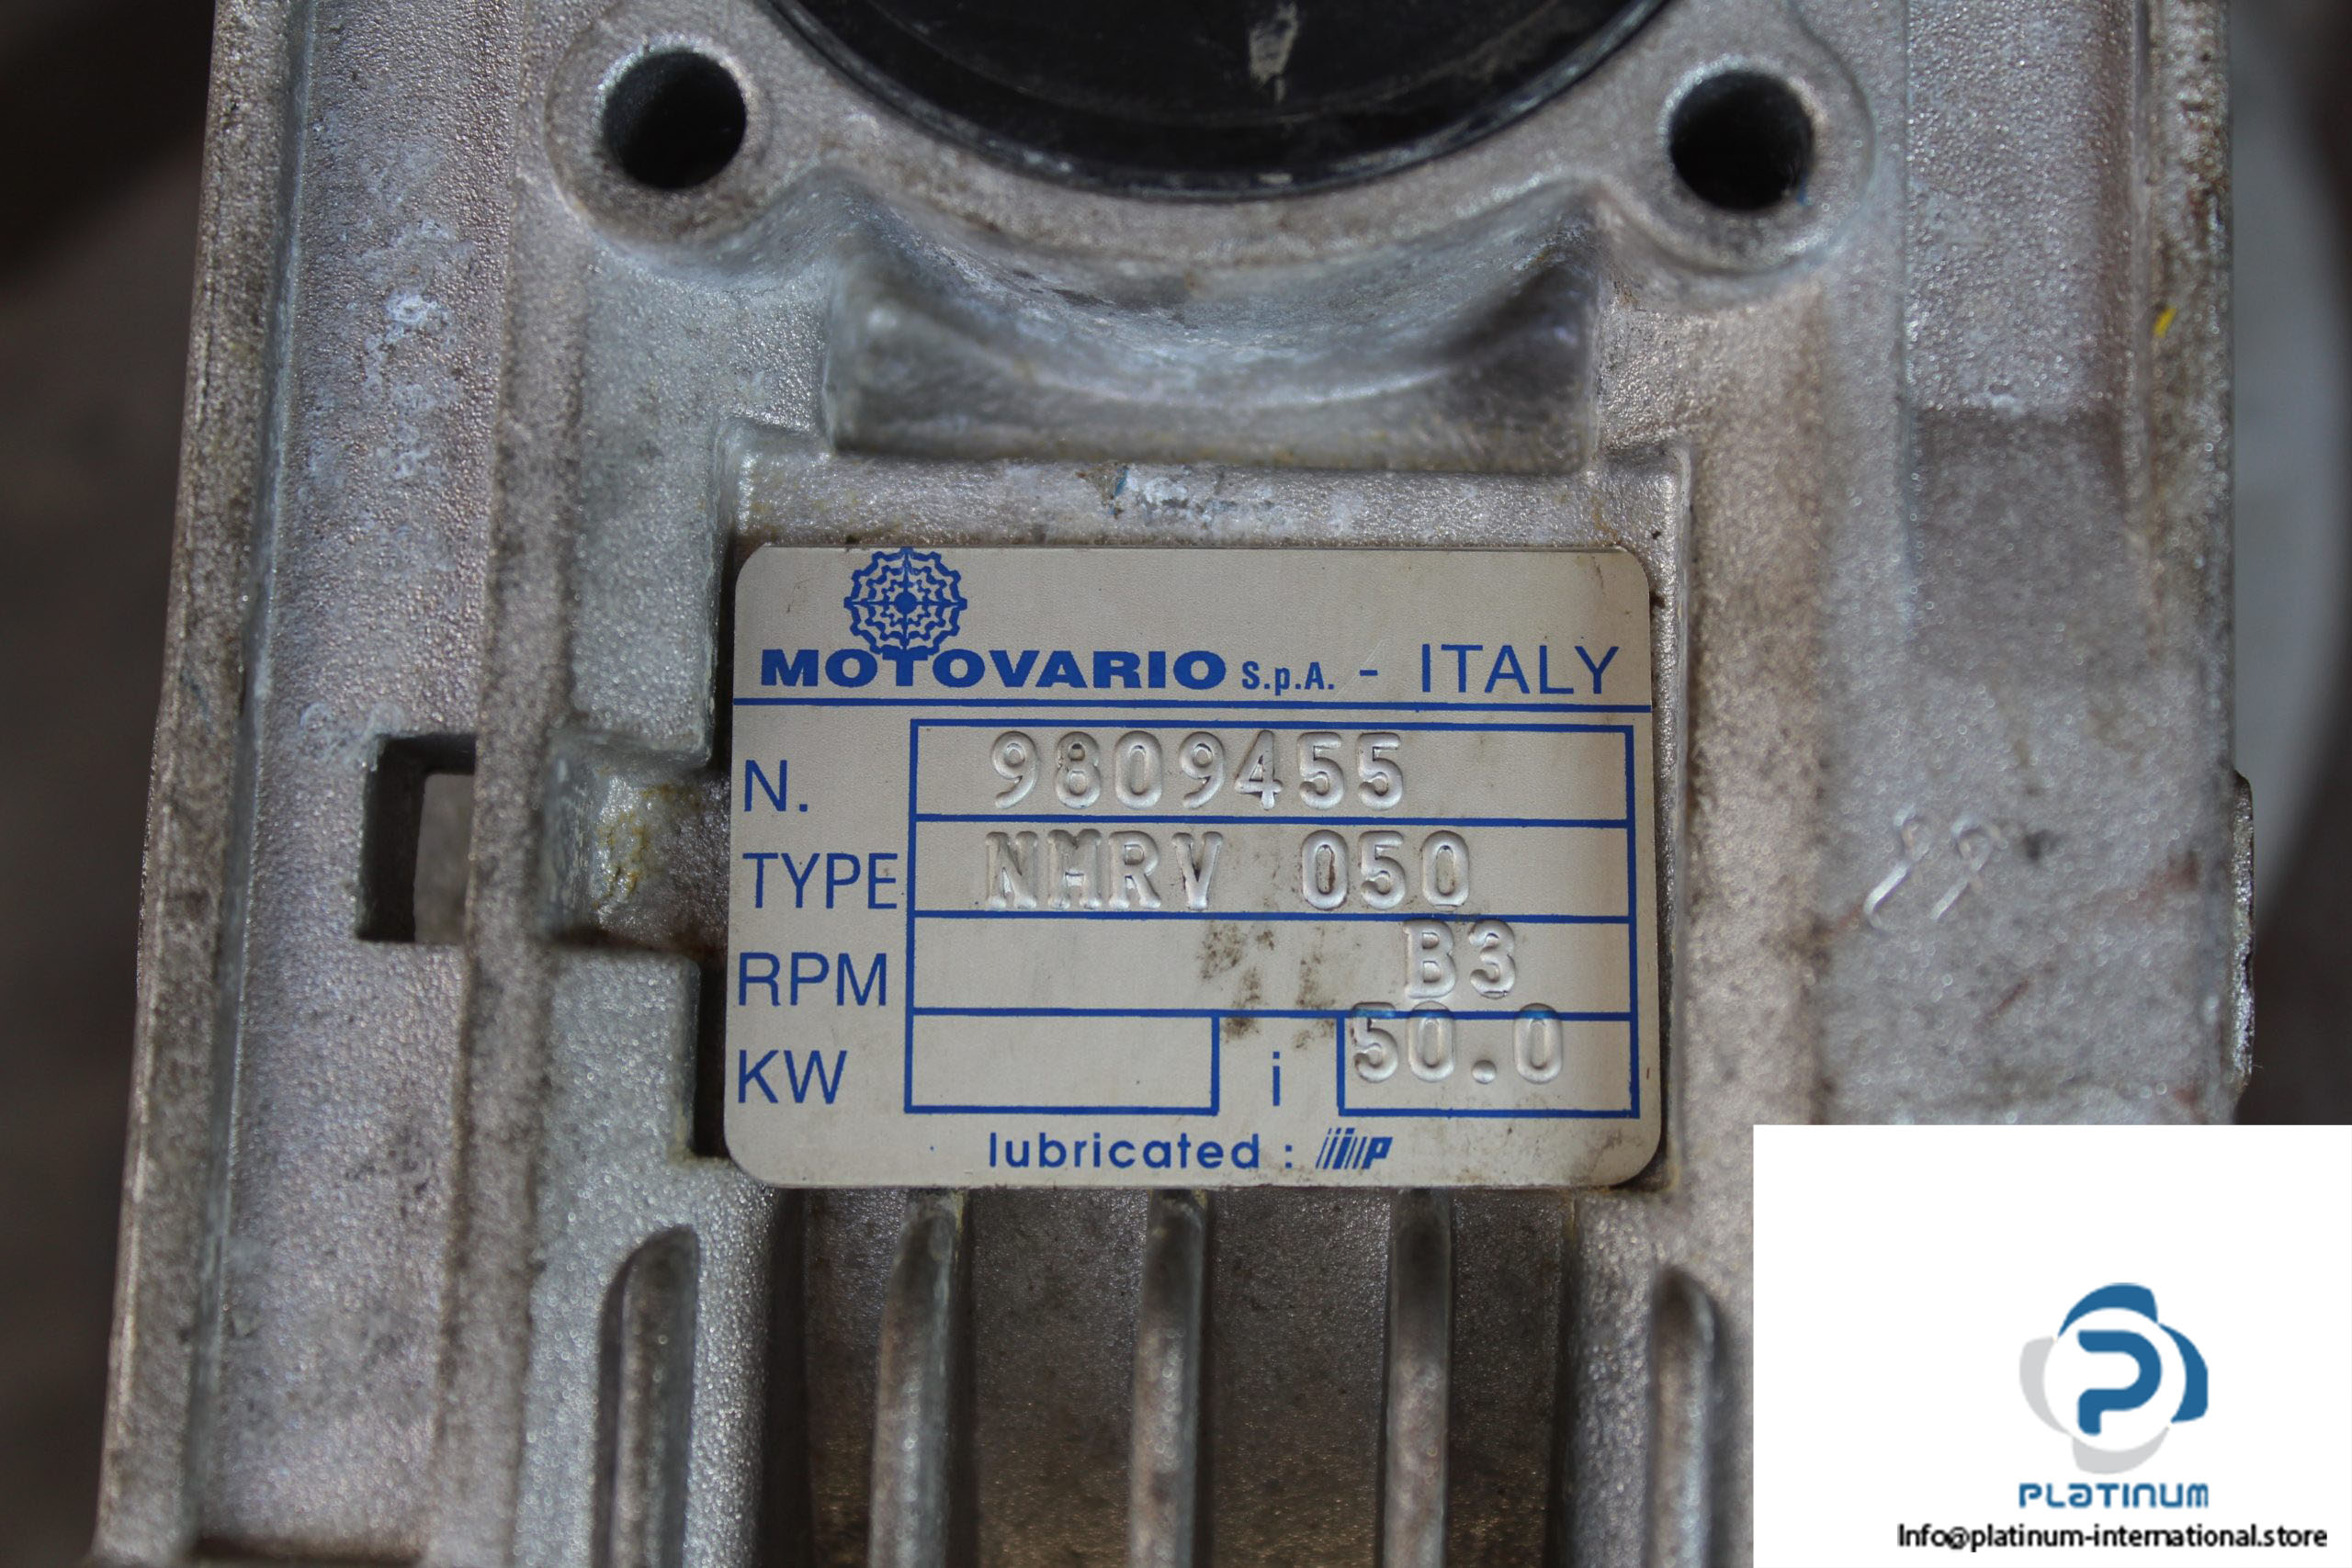 MOTOVARIO S.p.A. - ITALY
N. 9809455
TYPE NMRV 050
RPM B3
KW i 50.0
lubricated :
PLATINUM
Info@platinum-international.store